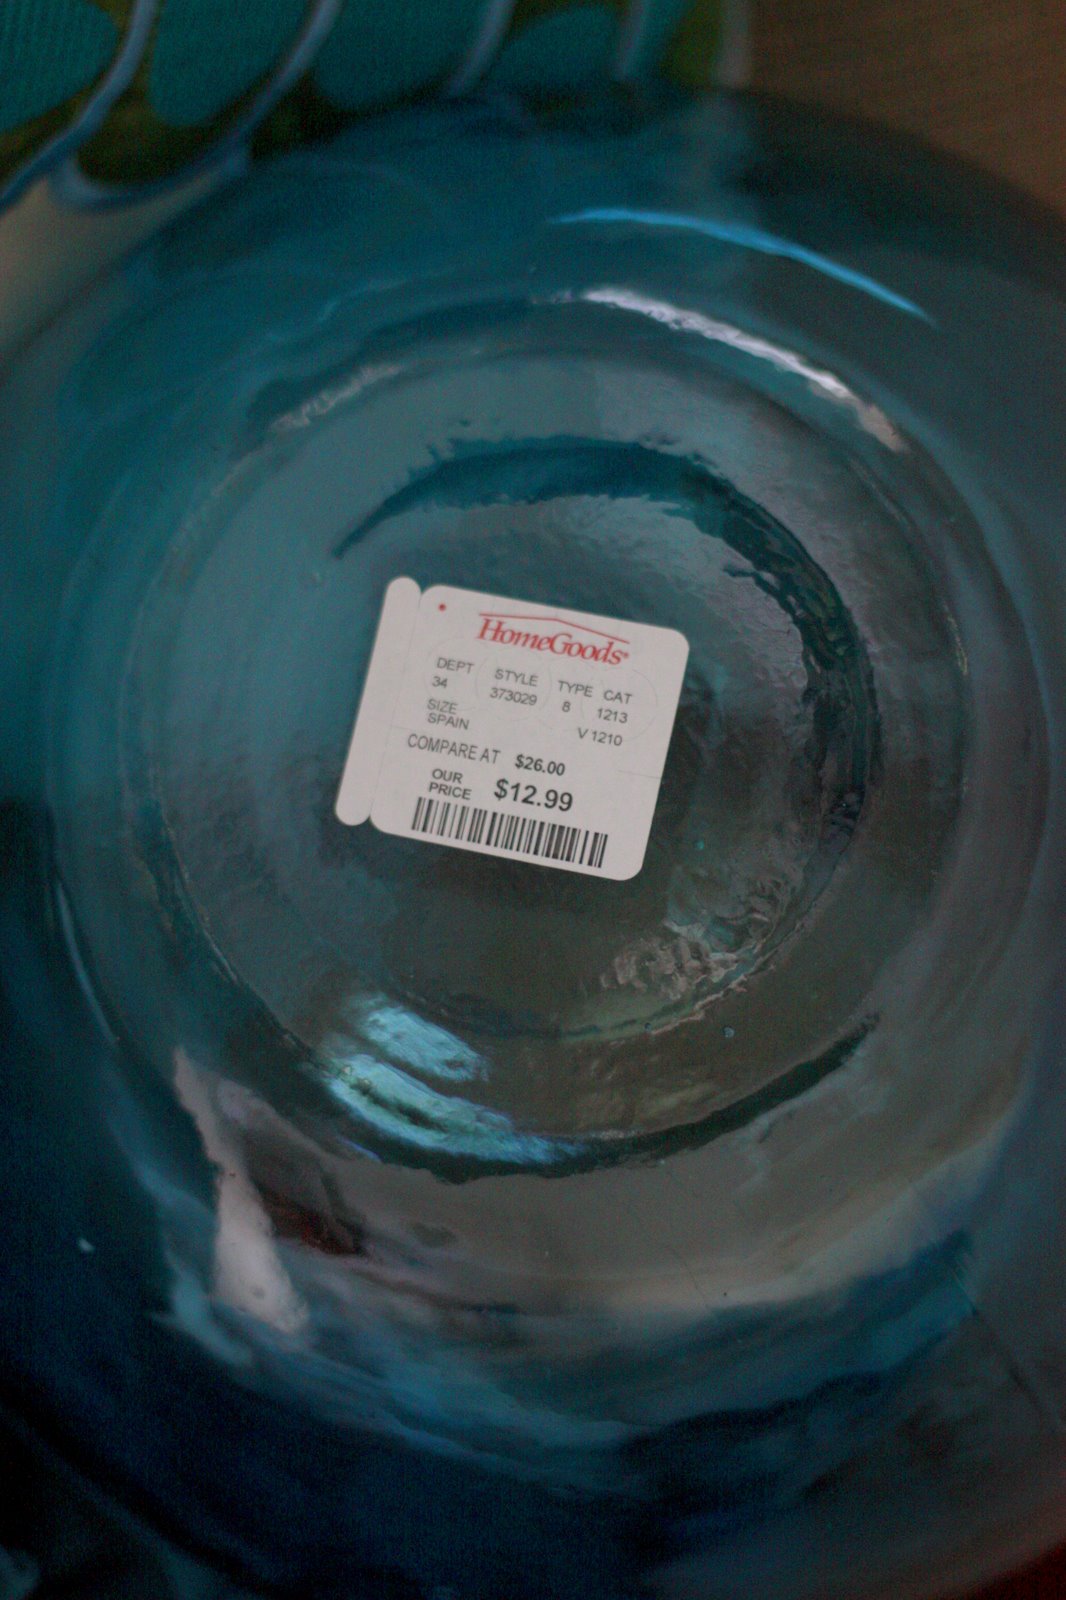 HomeGoods®
DEPT STYLE TYPE CAT
34 373029 8 1213
SIZE V 1210
SPAIN
COMPARE AT $26.00
OUR PRICE $12.99